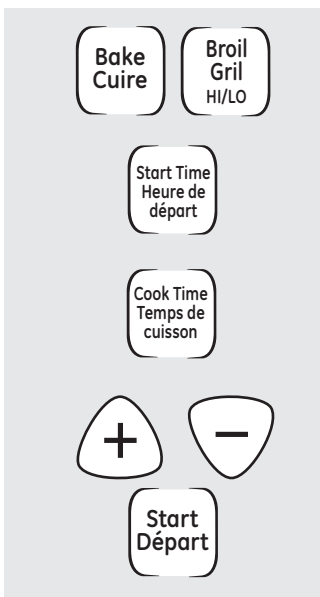 Bake
Cuire
Broil
Gril
HI/LO
Start Time
Heure de
départ
Cook Time
Temps de
cuisson
+
−
Start
Départ